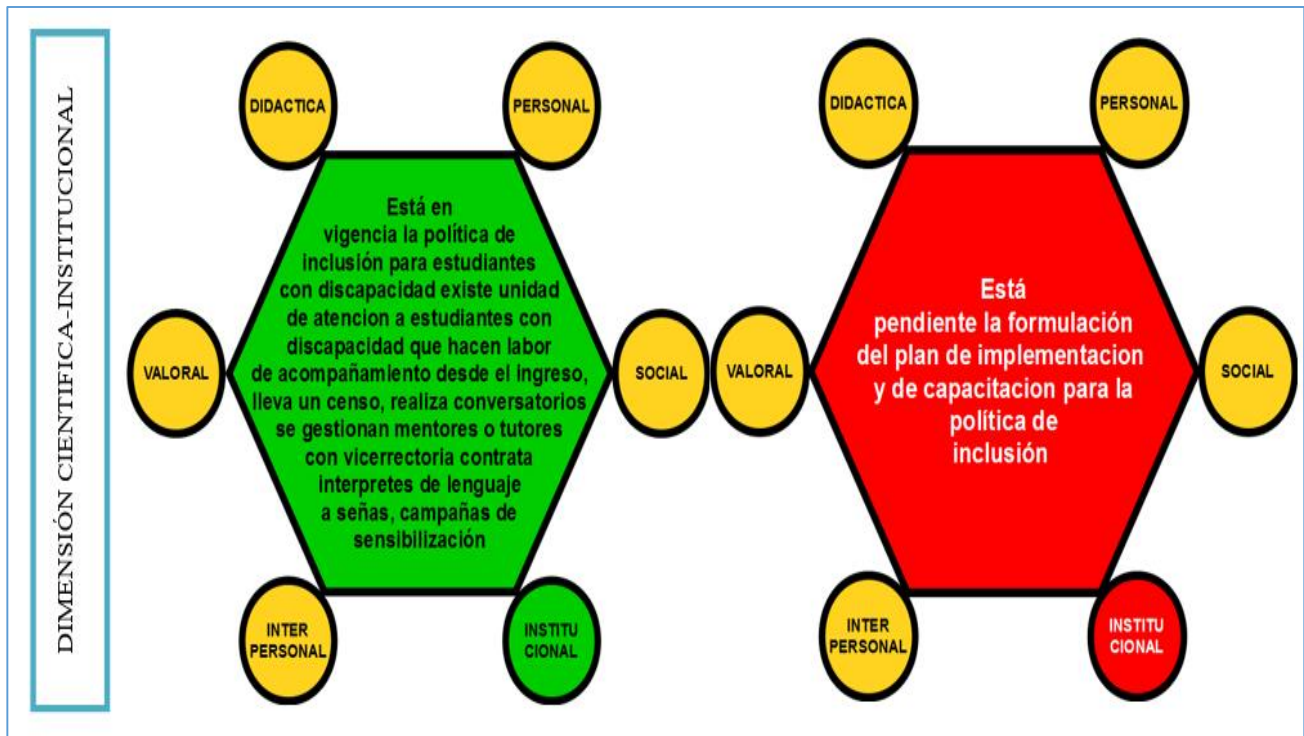 DIMENSIÓN CIENTIFICA-INSTITUCIONAL
DIDACTICA
PERSONAL
Está en
vigencia la política de
inclusión para estudiantes
con discapacidad existe unidad
de atencion a estudiantes con
discapacidad que hacen labor
de acompañamiento desde el ingreso,
lleva un censo, realiza conversatorios
se gestionan mentores o tutores
con vicerrectoria contrata
interpretes de lenguaje
a señas, campañas de
sensibilización
VALORAL
SOCIAL
INTER
PERSONAL
INSTITU
CIONAL
DIDACTICA
PERSONAL
Está
pendiente la formulación
del plan de implementacion
y de capacitacion para la
política de
inclusión
VALORAL
SOCIAL
INTER
PERSONAL
INSTITU
CIONAL